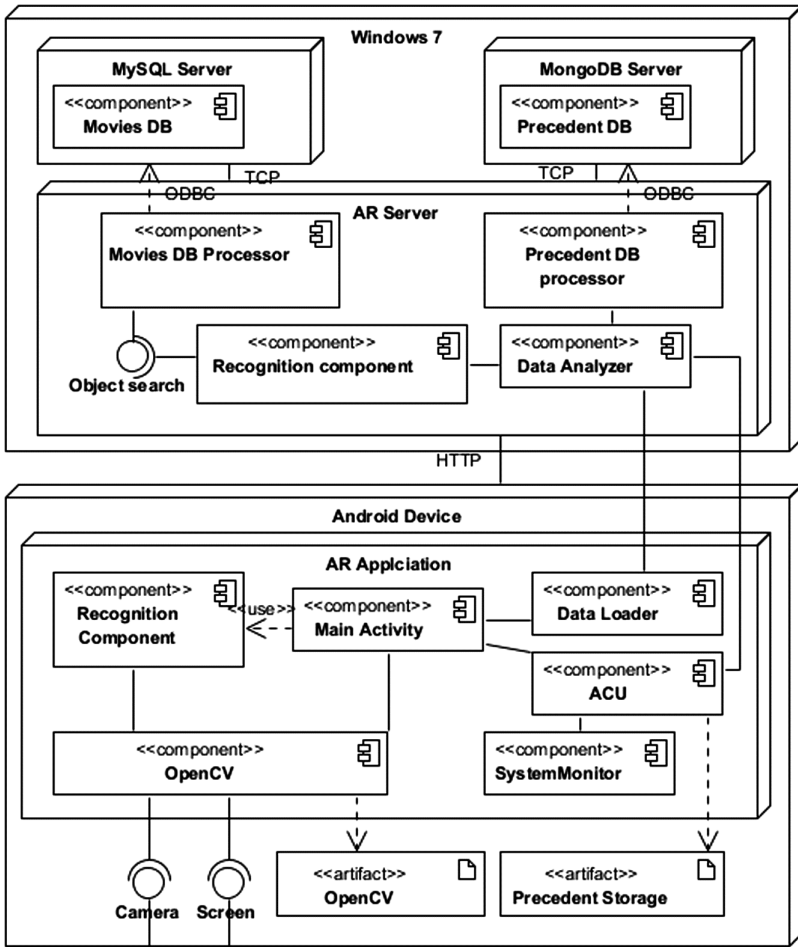 Windows 7
MySQL Server
<<component>>
Movies DB
MongoDB Server
<<component>>
Precedent DB
TCP
ODBC
TCP
ODBC
AR Server
<<component>>
Movies DB Processor
<<component>>
Precedent DB
processor
<<component>>
Recognition component
<<component>>
Data Analyzer
Object search
HTTP
Android Device
AR Applciation
<<component>>
Recognition
Component
<<use>>
<<component>>
Main Activity
<<component>>
Data Loader
<<component>>
ACU
<<component>>
OpenCV
<<component>>
SystemMonitor
Camera
Screen
<<artifact>>
OpenCV
<<artifact>>
Precedent Storage